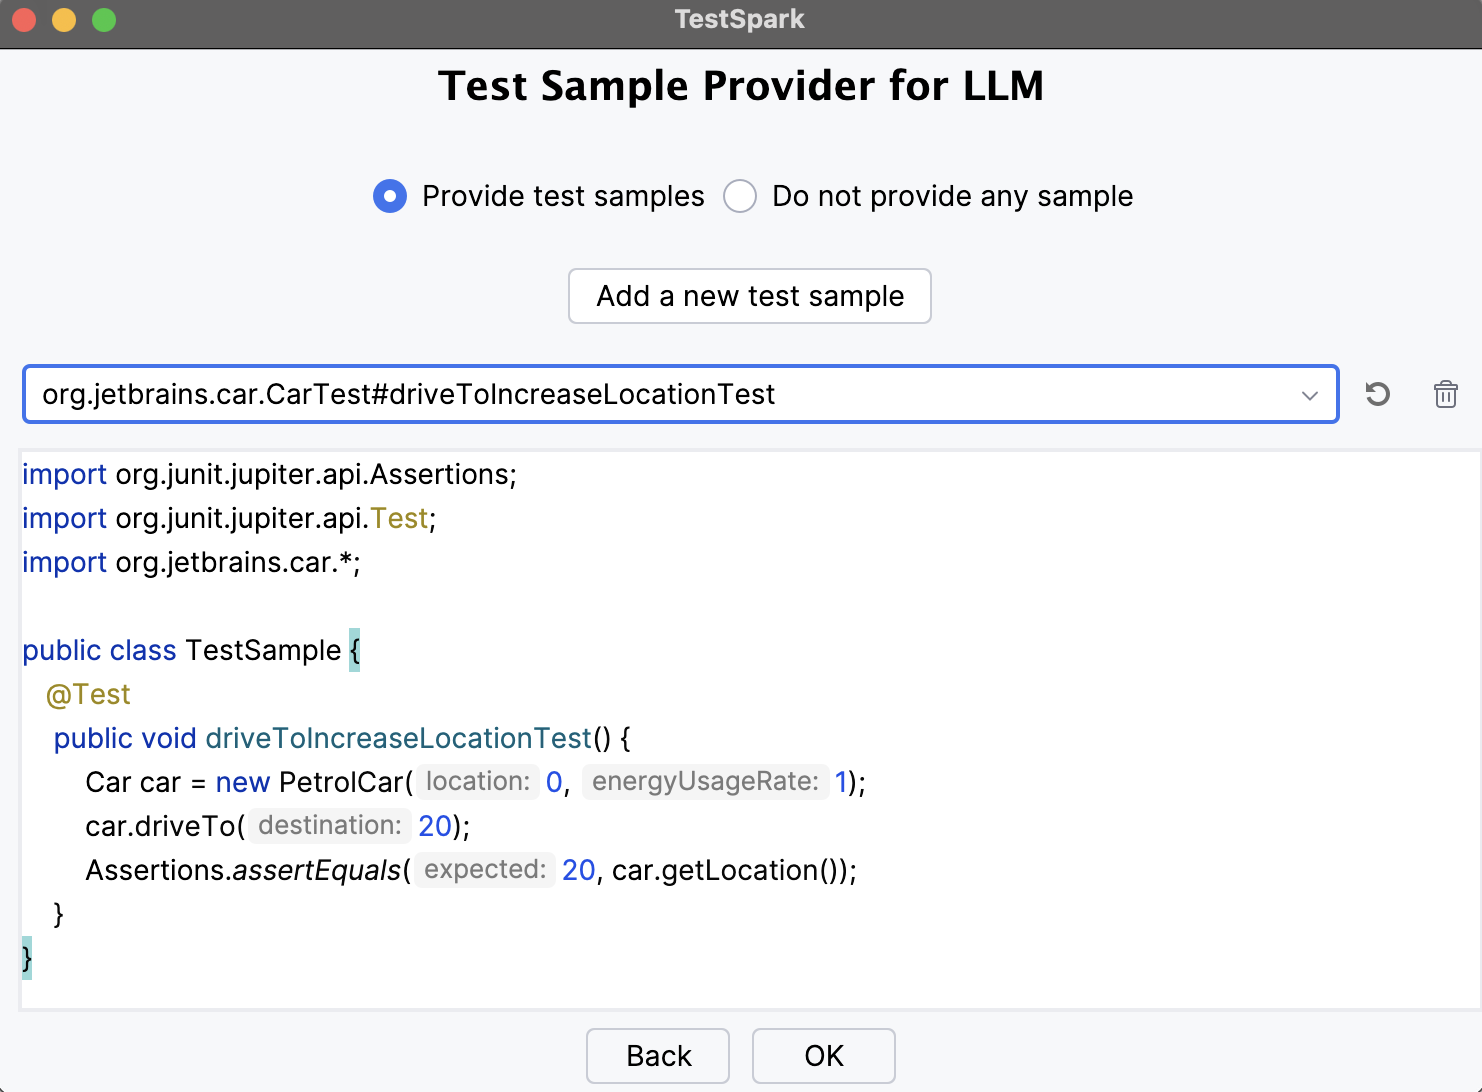 TestSpark
Test Sample Provider for LLM
Provide test samples Do not provide any sample
Add a new test sample
org.jetbrains.car.CarTest#driveToIncreaseLocationTest
import org.junit.jupiter.api.Assertions;
import org.junit.jupiter.api.Test;
import org.jetbrains.car.*;
public class TestSample {
@Test
public void driveToIncreaseLocationTest() {
Car car = new PetrolCar( location: 0, energyUsageRate: 1);
car.driveTo( destination: 20);
Assertions.assertEquals( expected: 20, car.getLocation());
}
}
Back OK